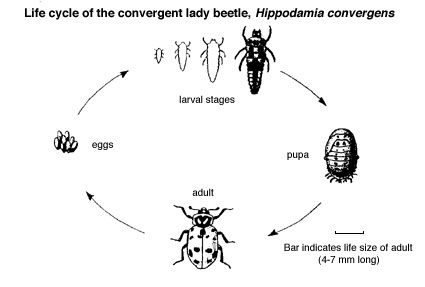 Life cycle of the convergent lady beetle, Hippodamia convergens
larval stages
eggs
pupa
adult
Bar indicates life size of adult
(4-7 mm long)